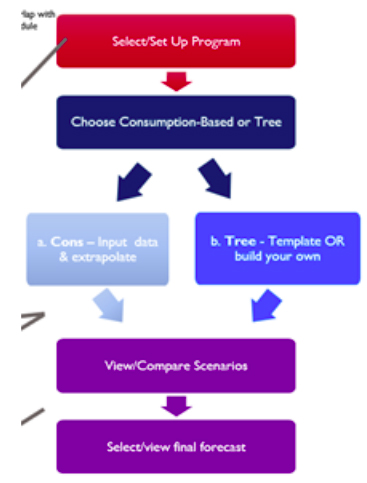 lap with
dule
Select/Set Up Program
Choose Consumption-Based or Tree
a. Cons – Input data
& extrapolate
b. Tree - Template OR
build your own
View/Compare Scenarios
Select/view final forecast